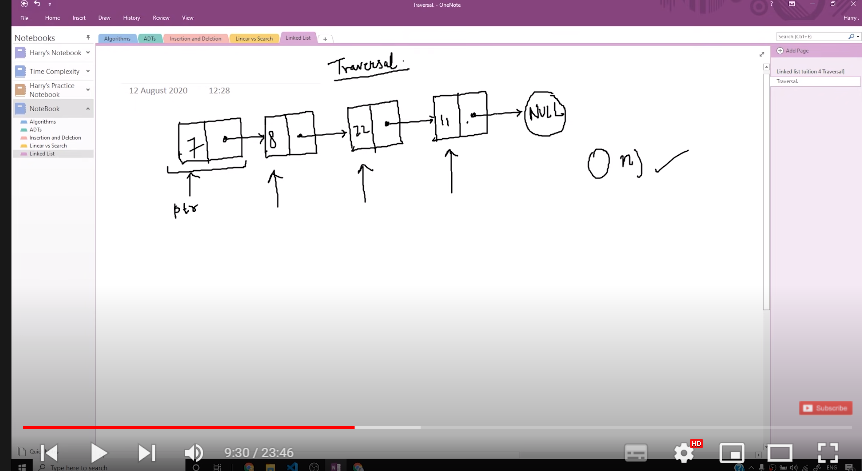 Traversal - OneNote
File Home Insert Draw History Review View
Harry
Notebooks
Algorithms ADTs Insertion and Deletion Linear vs Search Linked List +
Search (Ctrl+E)
Harry's Notebook
Add Page
Time Complexity
Linked list
Traversal
Harry's Practice
Notebook
NoteBook
Algorithms
ADTs
Insertion and Deletion
Linear vs Search
Linked List
Traversal
12 August 2020 12:28
7 8 22 11 NULL
O n)
ptr
Subscribe
9:30 / 23:46
HD
Type here to search
ENG